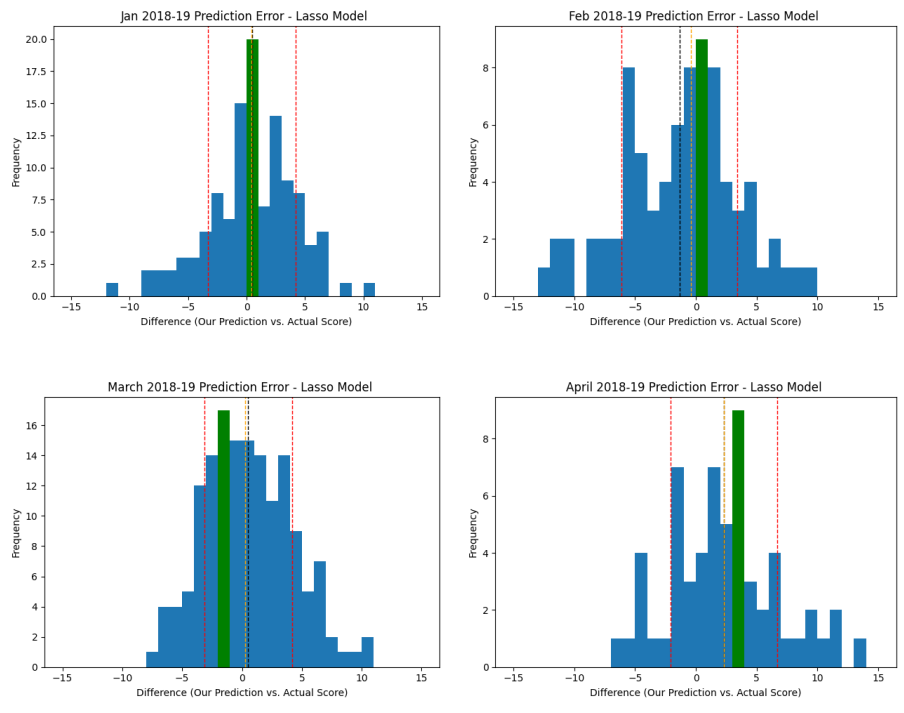 Jan 2018-19 Prediction Error - Lasso Model
20.0
17.5
15.0
12.5
10.0
7.5
5.0
2.5
0.0
Frequency
−15 −10 −5 0 5 10 15
Difference (Our Prediction vs. Actual Score)
Feb 2018-19 Prediction Error - Lasso Model
8
6
4
2
0
Frequency
−15 −10 −5 0 5 10 15
Difference (Our Prediction vs. Actual Score)
March 2018-19 Prediction Error - Lasso Model
16
14
12
10
8
6
4
2
0
Frequency
−15 −10 −5 0 5 10 15
Difference (Our Prediction vs. Actual Score)
April 2018-19 Prediction Error - Lasso Model
8
6
4
2
0
Frequency
−15 −10 −5 0 5 10 15
Difference (Our Prediction vs. Actual Score)